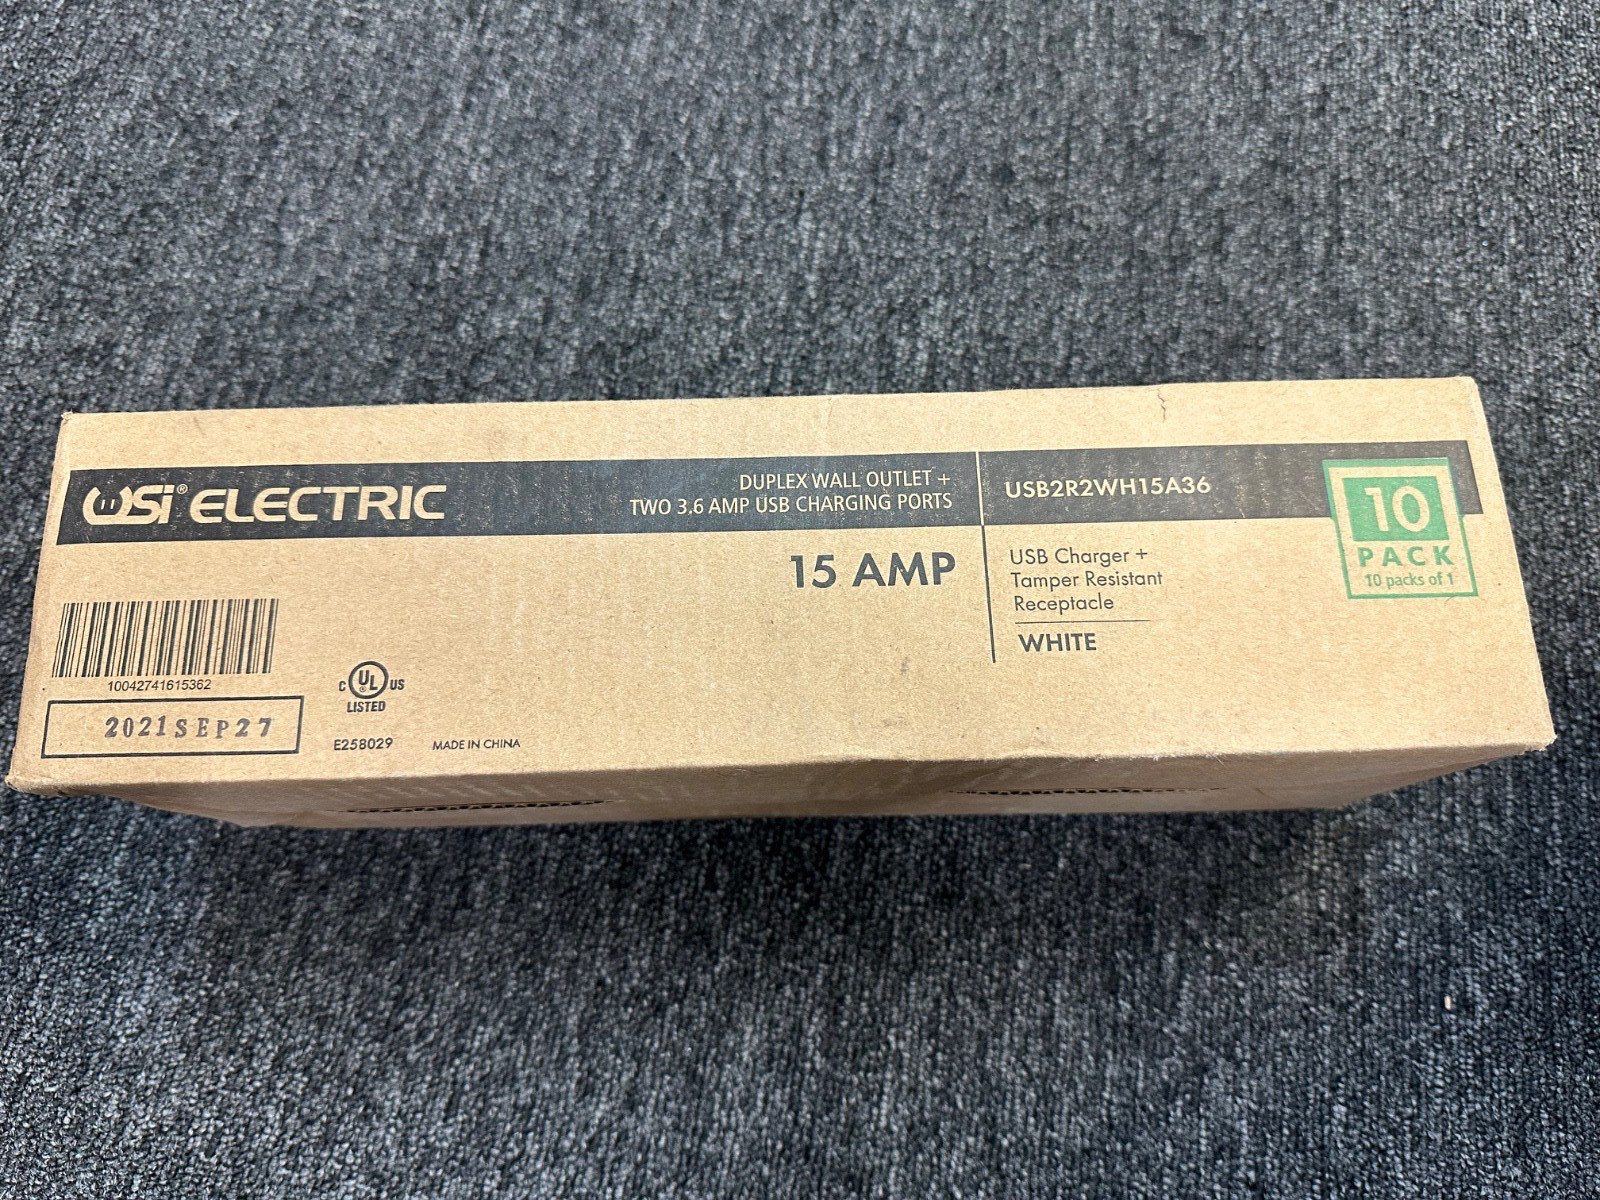 USi® ELECTRIC
DUPLEX WALL OUTLET +
TWO 3.6 AMP USB CHARGING PORTS
15 AMP
USB2R2WH15A36
USB Charger +
Tamper Resistant
Receptacle
WHITE
10
PACK
10 packs of 1
10042741615362
2021SEP27
C UL US
LISTED
E258029
MADE IN CHINA